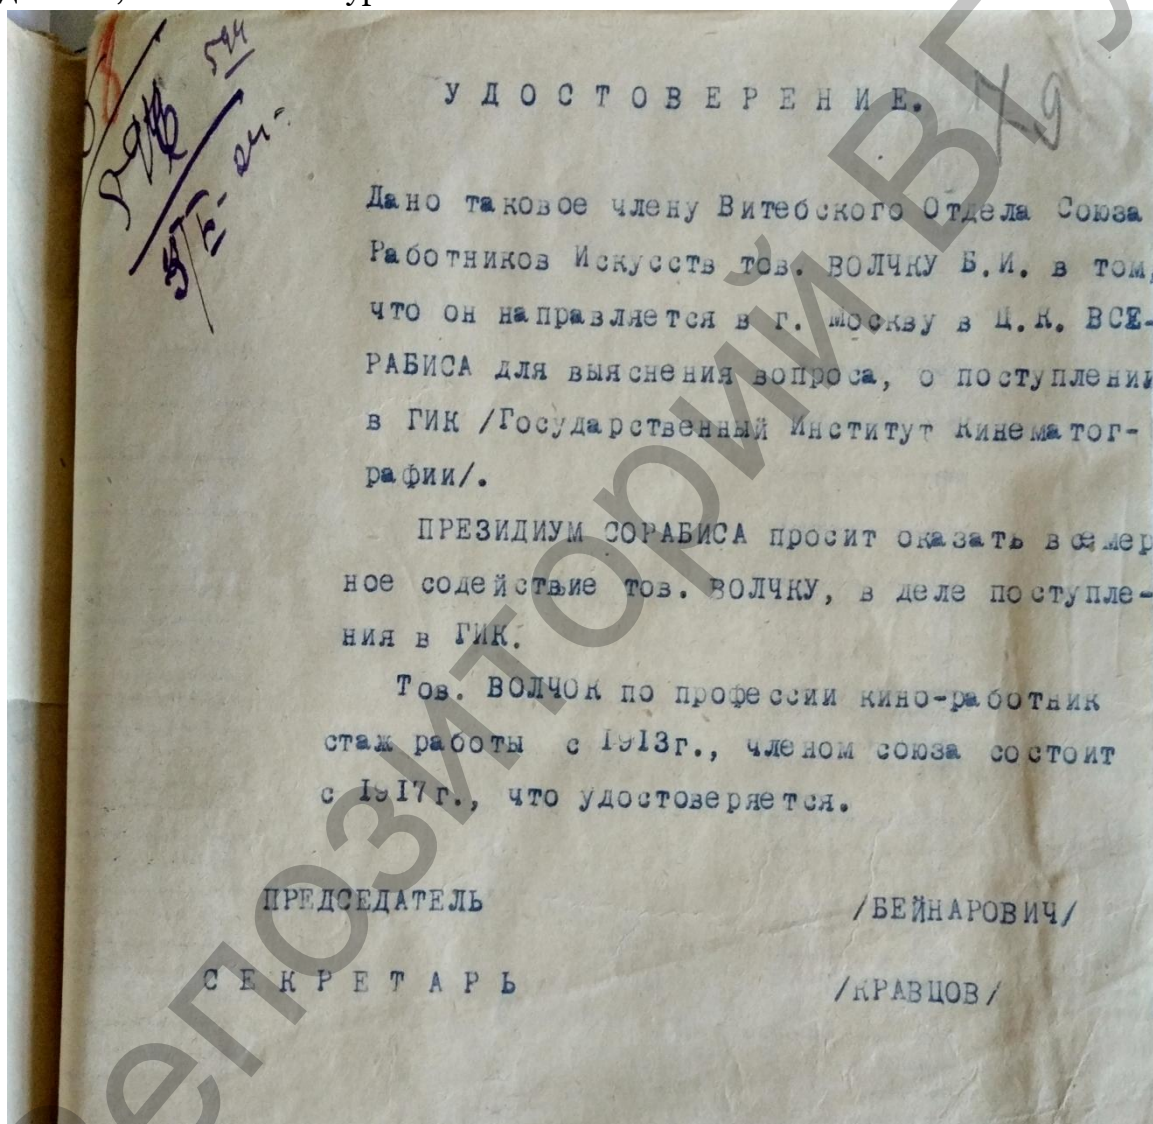 УДОСТОВЕРЕНИЕ.
Дано таковое члену Витебского Отдела Союза
Работников Искусств тов. ВОЛЧКУ Б.И. в том,
что он направляется в г. Москву в Ц.К. ВСЕ-
РАБИСА для выяснения вопроса, о поступлении
в ГИК /Государственный Институт Кинематог-
рафии/.
ПРЕЗИДИУМ СОРАБИСА просит оказать всемер
ное содействие тов. ВОЛЧКУ, в деле поступле-
ния в ГИК.
Тов. ВОЛЧОК по профессии кино-работник
стаж работы с 1913г., членом союза состоит
с 1917г., что удостоверяется.
ПРЕДСЕДАТЕЛЬ /БЕЙНАРОВИЧ/
СЕКРЕТАРЬ /КРАВЦОВ/
епозиторий ВГУ